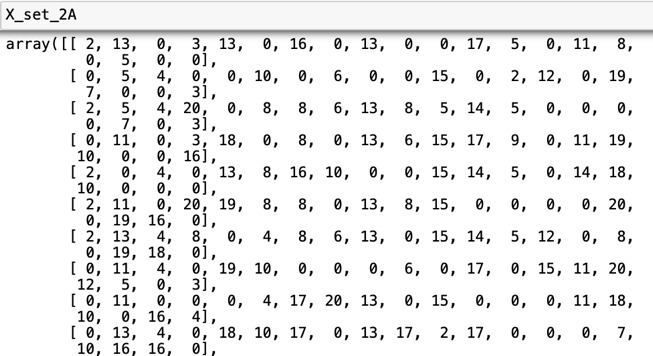 X_set_2A
array([[ 2, 13, 0, 3, 13, 0, 16, 0, 13, 0, 0, 17, 5, 0, 11, 8,
0, 5, 0, 0],
[ 0, 5, 4, 0, 0, 10, 0, 6, 0, 0, 15, 0, 2, 12, 0, 19,
7, 0, 0, 3],
[ 2, 5, 4, 20, 0, 8, 8, 6, 13, 8, 5, 14, 5, 0, 0, 0,
0, 7, 0, 3],
[ 0, 11, 0, 3, 18, 0, 8, 0, 13, 6, 15, 17, 9, 0, 11, 19,
10, 0, 0, 16],
[ 2, 0, 4, 0, 13, 8, 16, 10, 0, 0, 15, 14, 5, 0, 14, 18,
10, 0, 0, 0],
[ 2, 11, 0, 20, 19, 8, 8, 0, 13, 8, 15, 0, 0, 0, 0, 20,
0, 19, 16, 0],
[ 2, 13, 4, 8, 0, 4, 8, 6, 13, 0, 15, 14, 5, 12, 0, 8,
0, 19, 18, 0],
[ 0, 11, 4, 0, 19, 10, 0, 0, 0, 6, 0, 17, 0, 15, 11, 20,
12, 5, 0, 3],
[ 0, 11, 0, 0, 0, 4, 17, 20, 13, 0, 15, 0, 0, 0, 11, 18,
10, 0, 16, 4],
[ 0, 13, 4, 0, 18, 10, 17, 0, 13, 17, 2, 17, 0, 0, 0, 7,
10, 16, 16, 0],